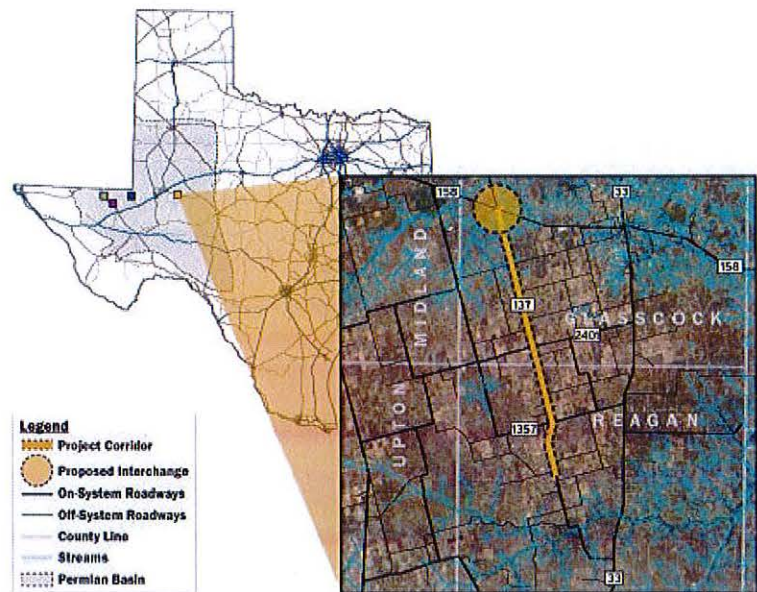 158
33
MIDLAND
158
137
GLASSCOCK
2401
UPTON
1357
REAGAN
33
Legend
Project Corridor
Proposed Interchange
On-System Roadways
Off-System Roadways
County Line
Streams
Permian Basin